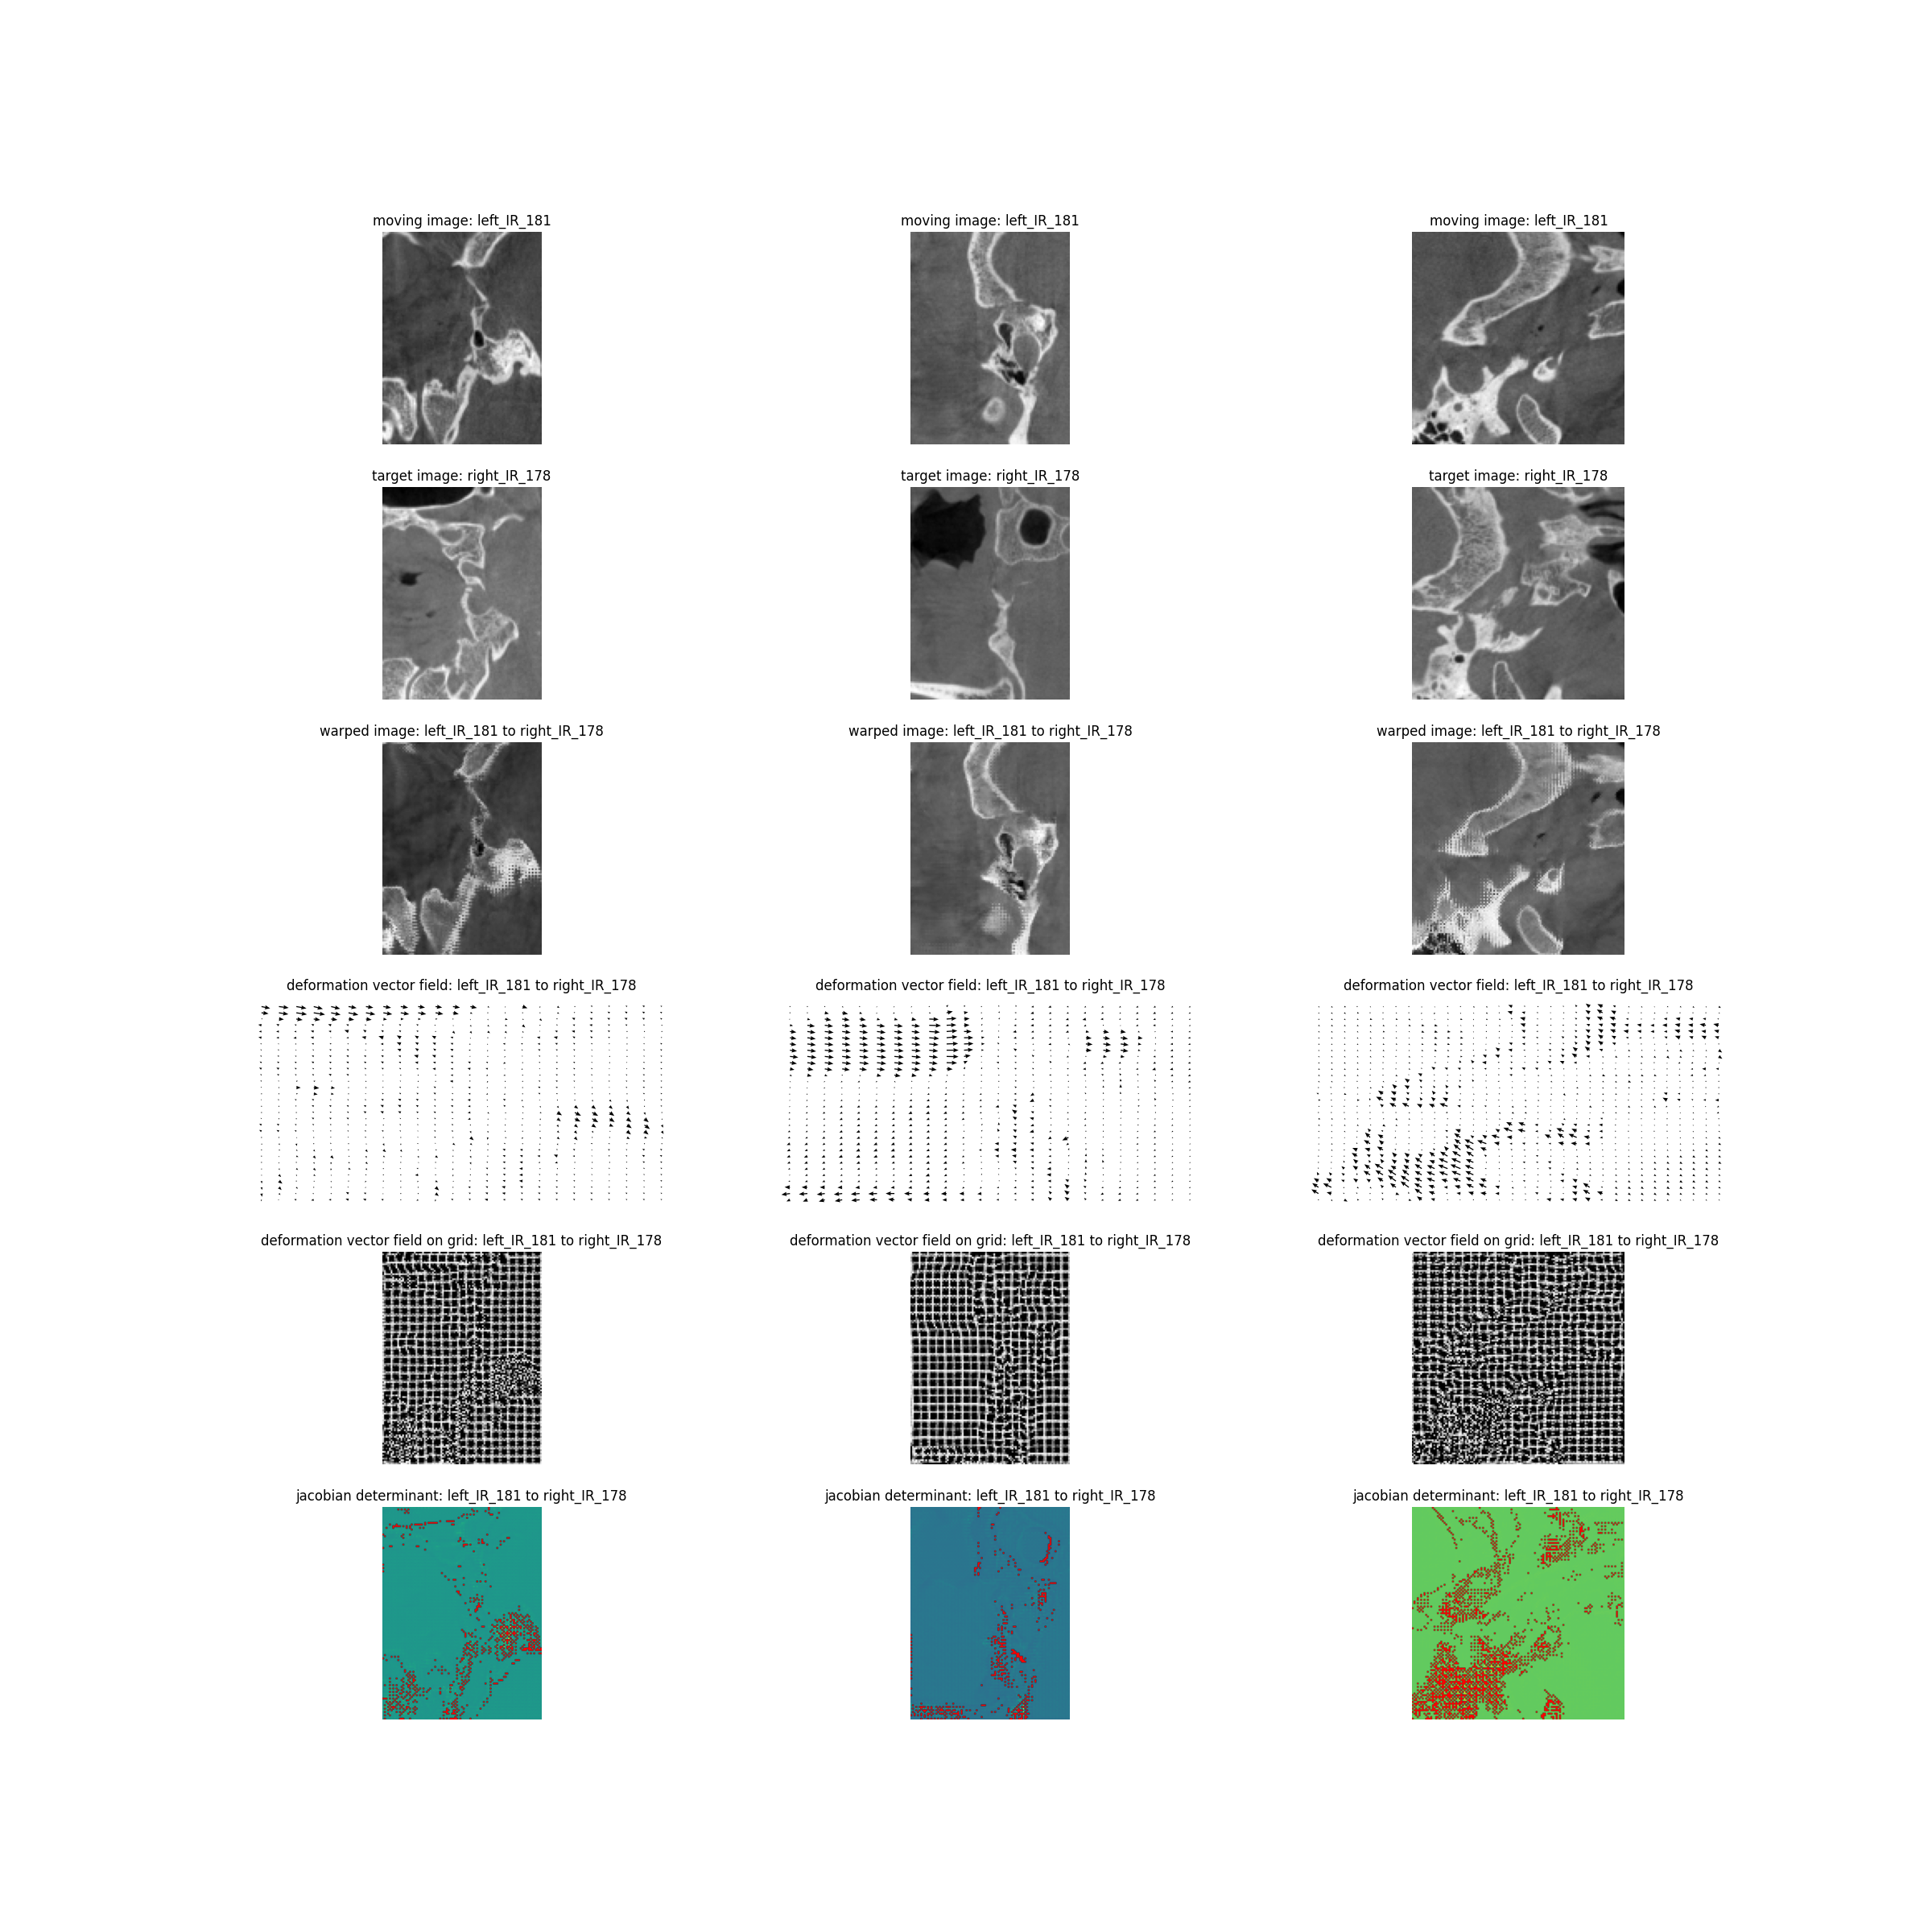 moving image: left_IR_181
moving image: left_IR_181
moving image: left_IR_181
target image: right_IR_178
target image: right_IR_178
target image: right_IR_178
warped image: left_IR_181 to right_IR_178
warped image: left_IR_181 to right_IR_178
warped image: left_IR_181 to right_IR_178
deformation vector field: left_IR_181 to right_IR_178
deformation vector field: left_IR_181 to right_IR_178
deformation vector field: left_IR_181 to right_IR_178
deformation vector field on grid: left_IR_181 to right_IR_178
deformation vector field on grid: left_IR_181 to right_IR_178
deformation vector field on grid: left_IR_181 to right_IR_178
jacobian determinant: left_IR_181 to right_IR_178
jacobian determinant: left_IR_181 to right_IR_178
jacobian determinant: left_IR_181 to right_IR_178